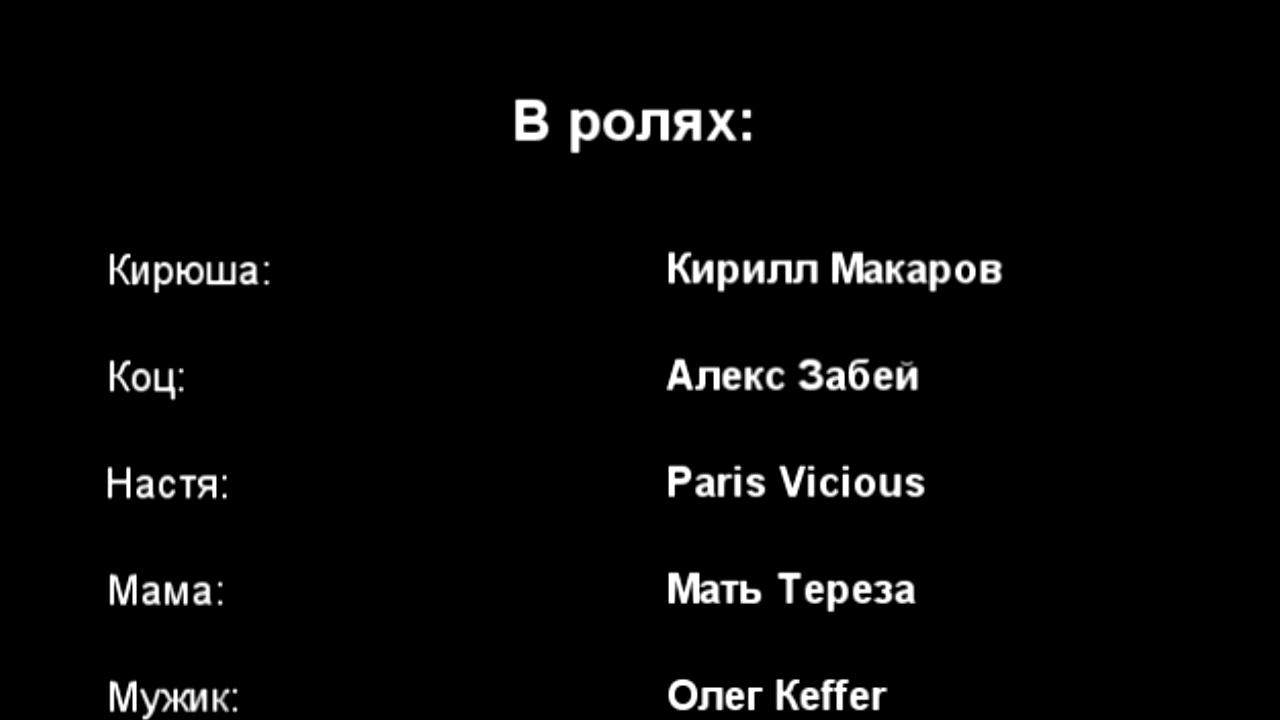 В ролях:
Кирюша: Кирилл Макаров
Коц: Алекс Забей
Настя: Paris Vicious
Мама: Мать Тереза
Мужик: Олег Keffer